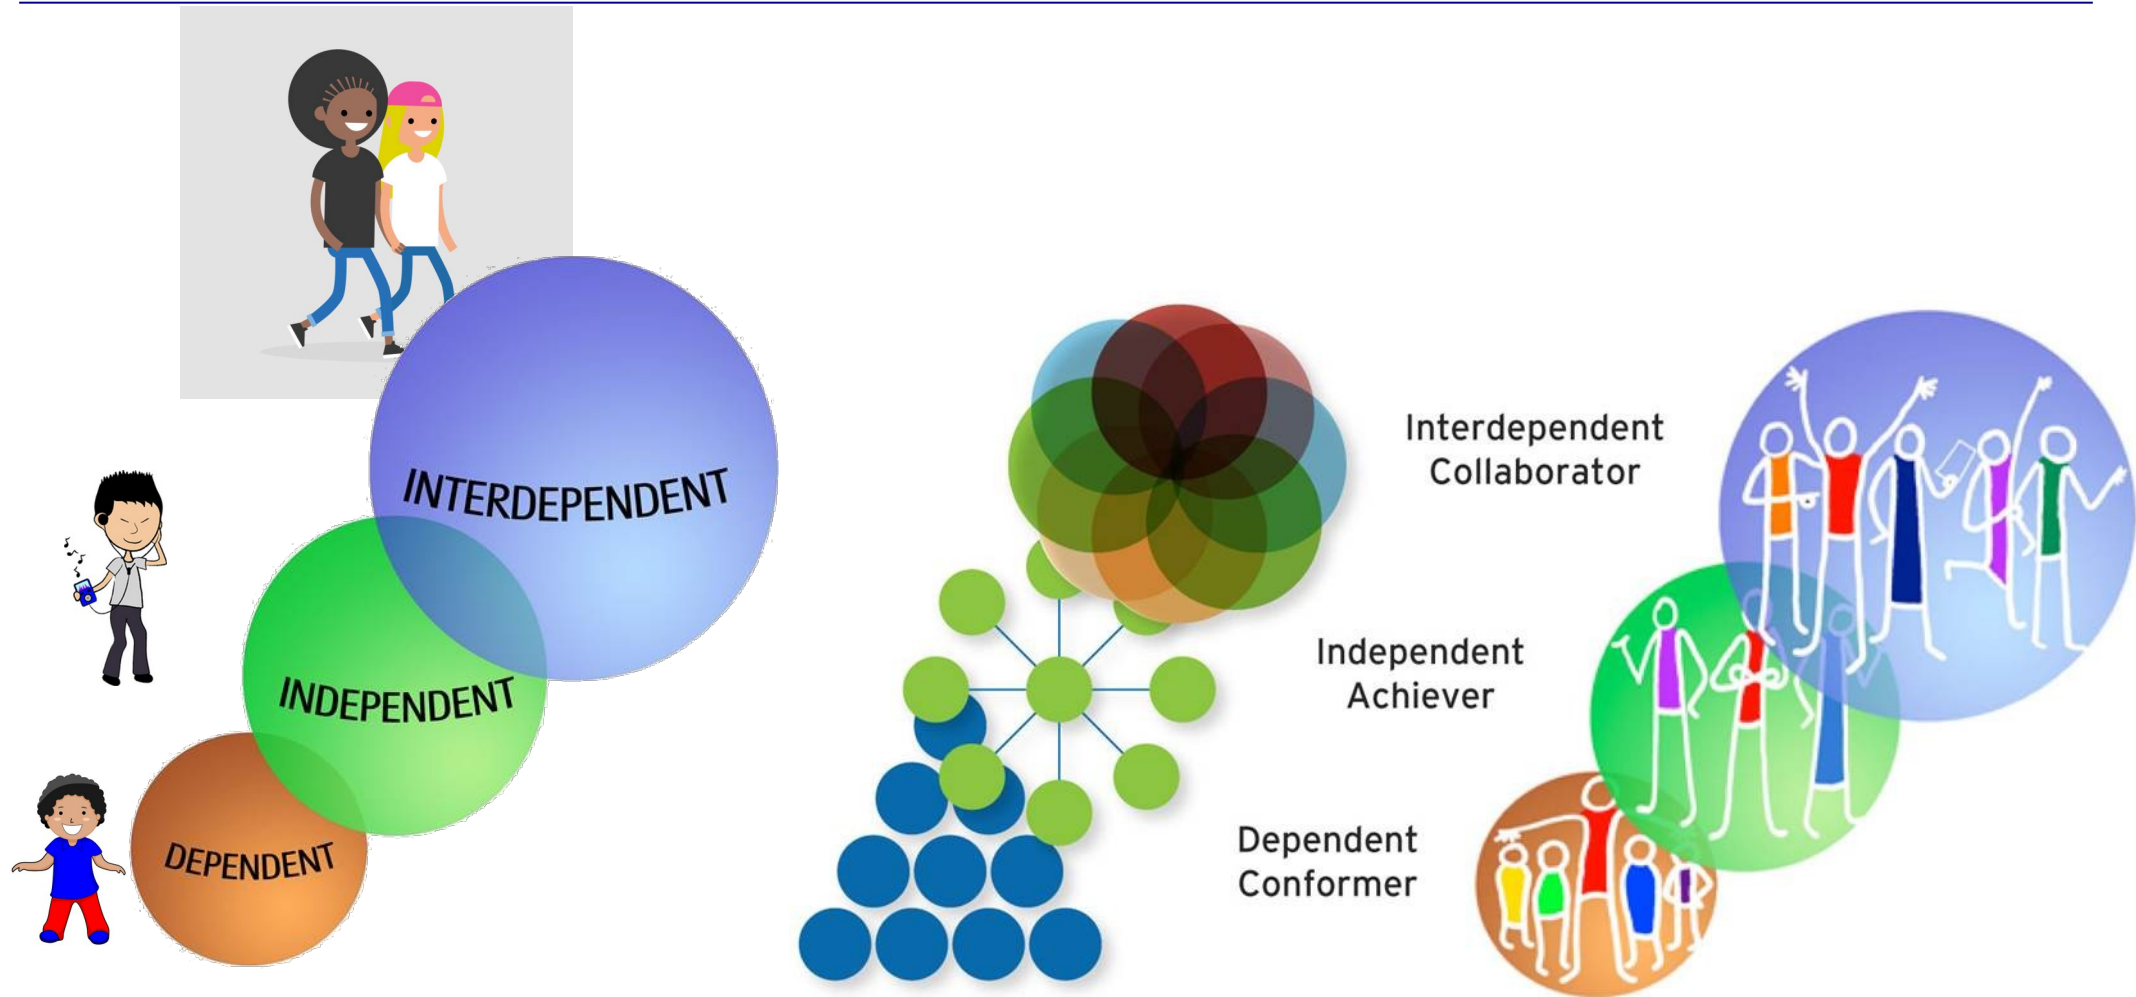 INTERDEPENDENT
INDEPENDENT
DEPENDENT
Interdependent
Collaborator
Independent
Achiever
Dependent
Conformer